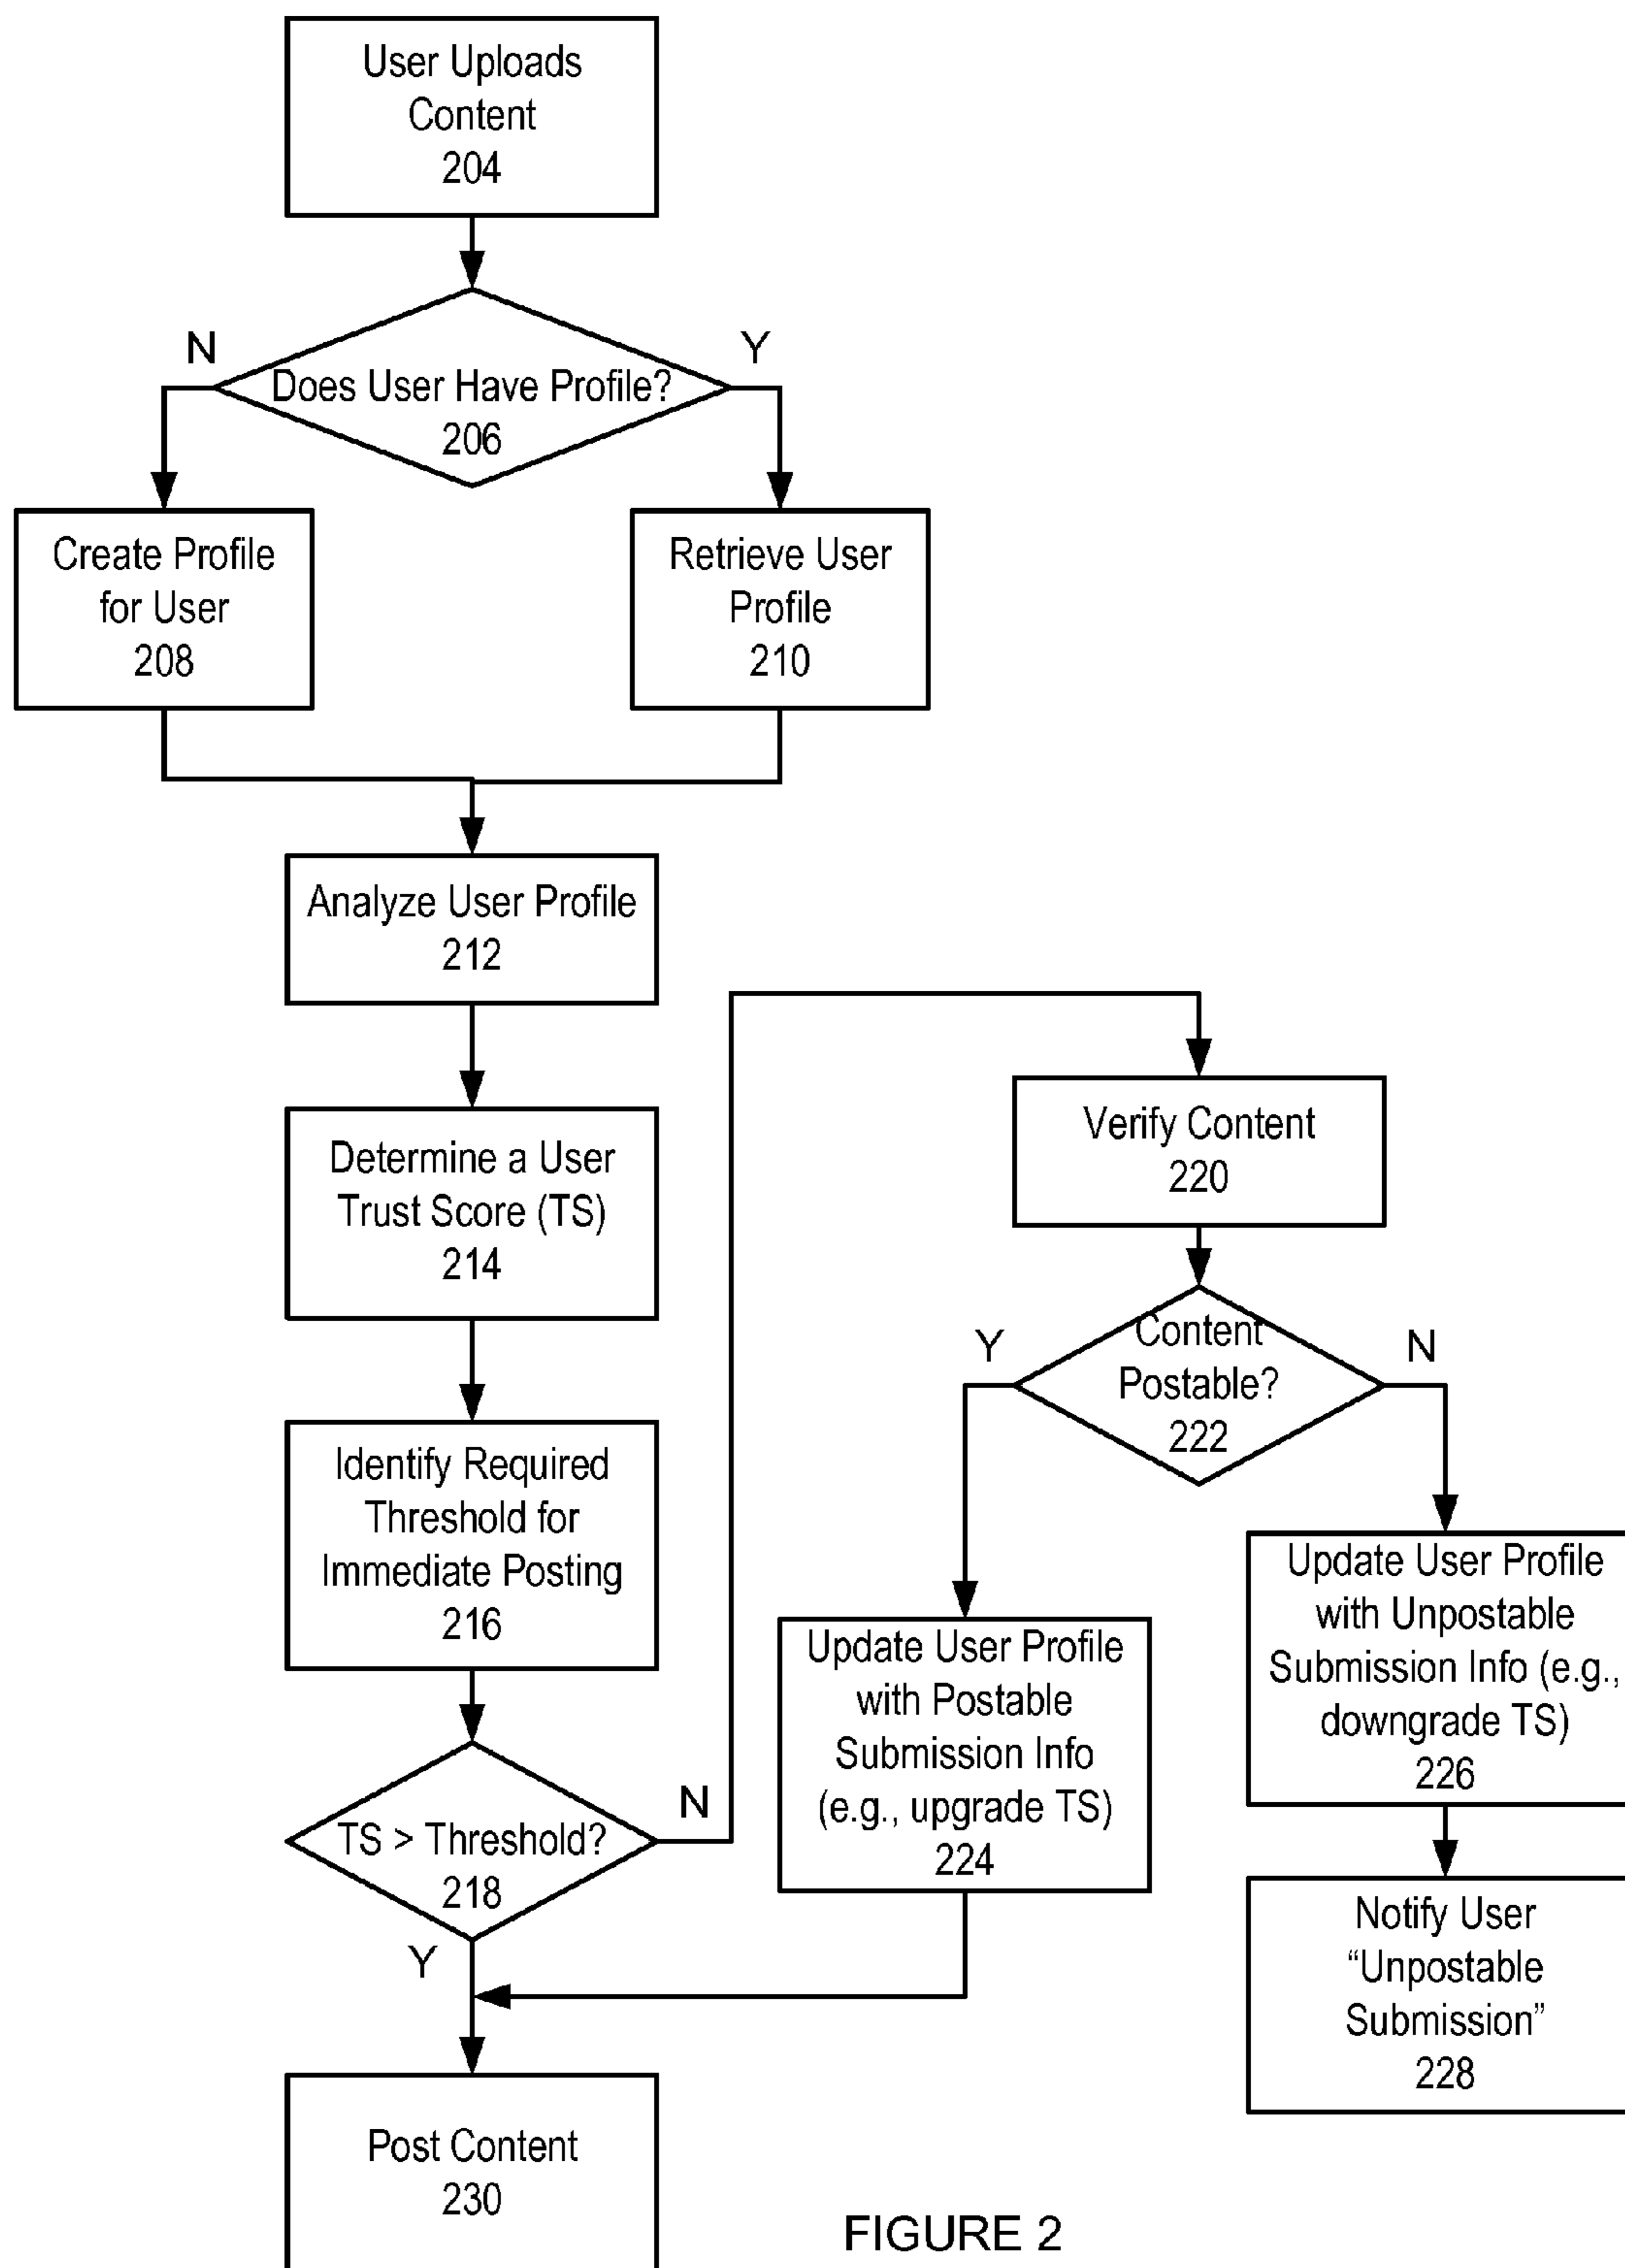 User Uploads
Content
204
N
Y
Does User Have Profile?
206
Create Profile
for User
208
Retrieve User
Profile
210
Analyze User Profile
212
Determine a User
Trust Score (TS)
214
Identify Required
Threshold for
Immediate Posting
216
TS > Threshold?
218
N
Y
Verify Content
220
Content
Postable?
222
Y
N
Update User Profile
with Postable
Submission Info
(e.g., upgrade TS)
224
Update User Profile
with Unpostable
Submission Info (e.g.,
downgrade TS)
226
Notify User
“Unpostable
Submission”
228
Post Content
230
FIGURE 2